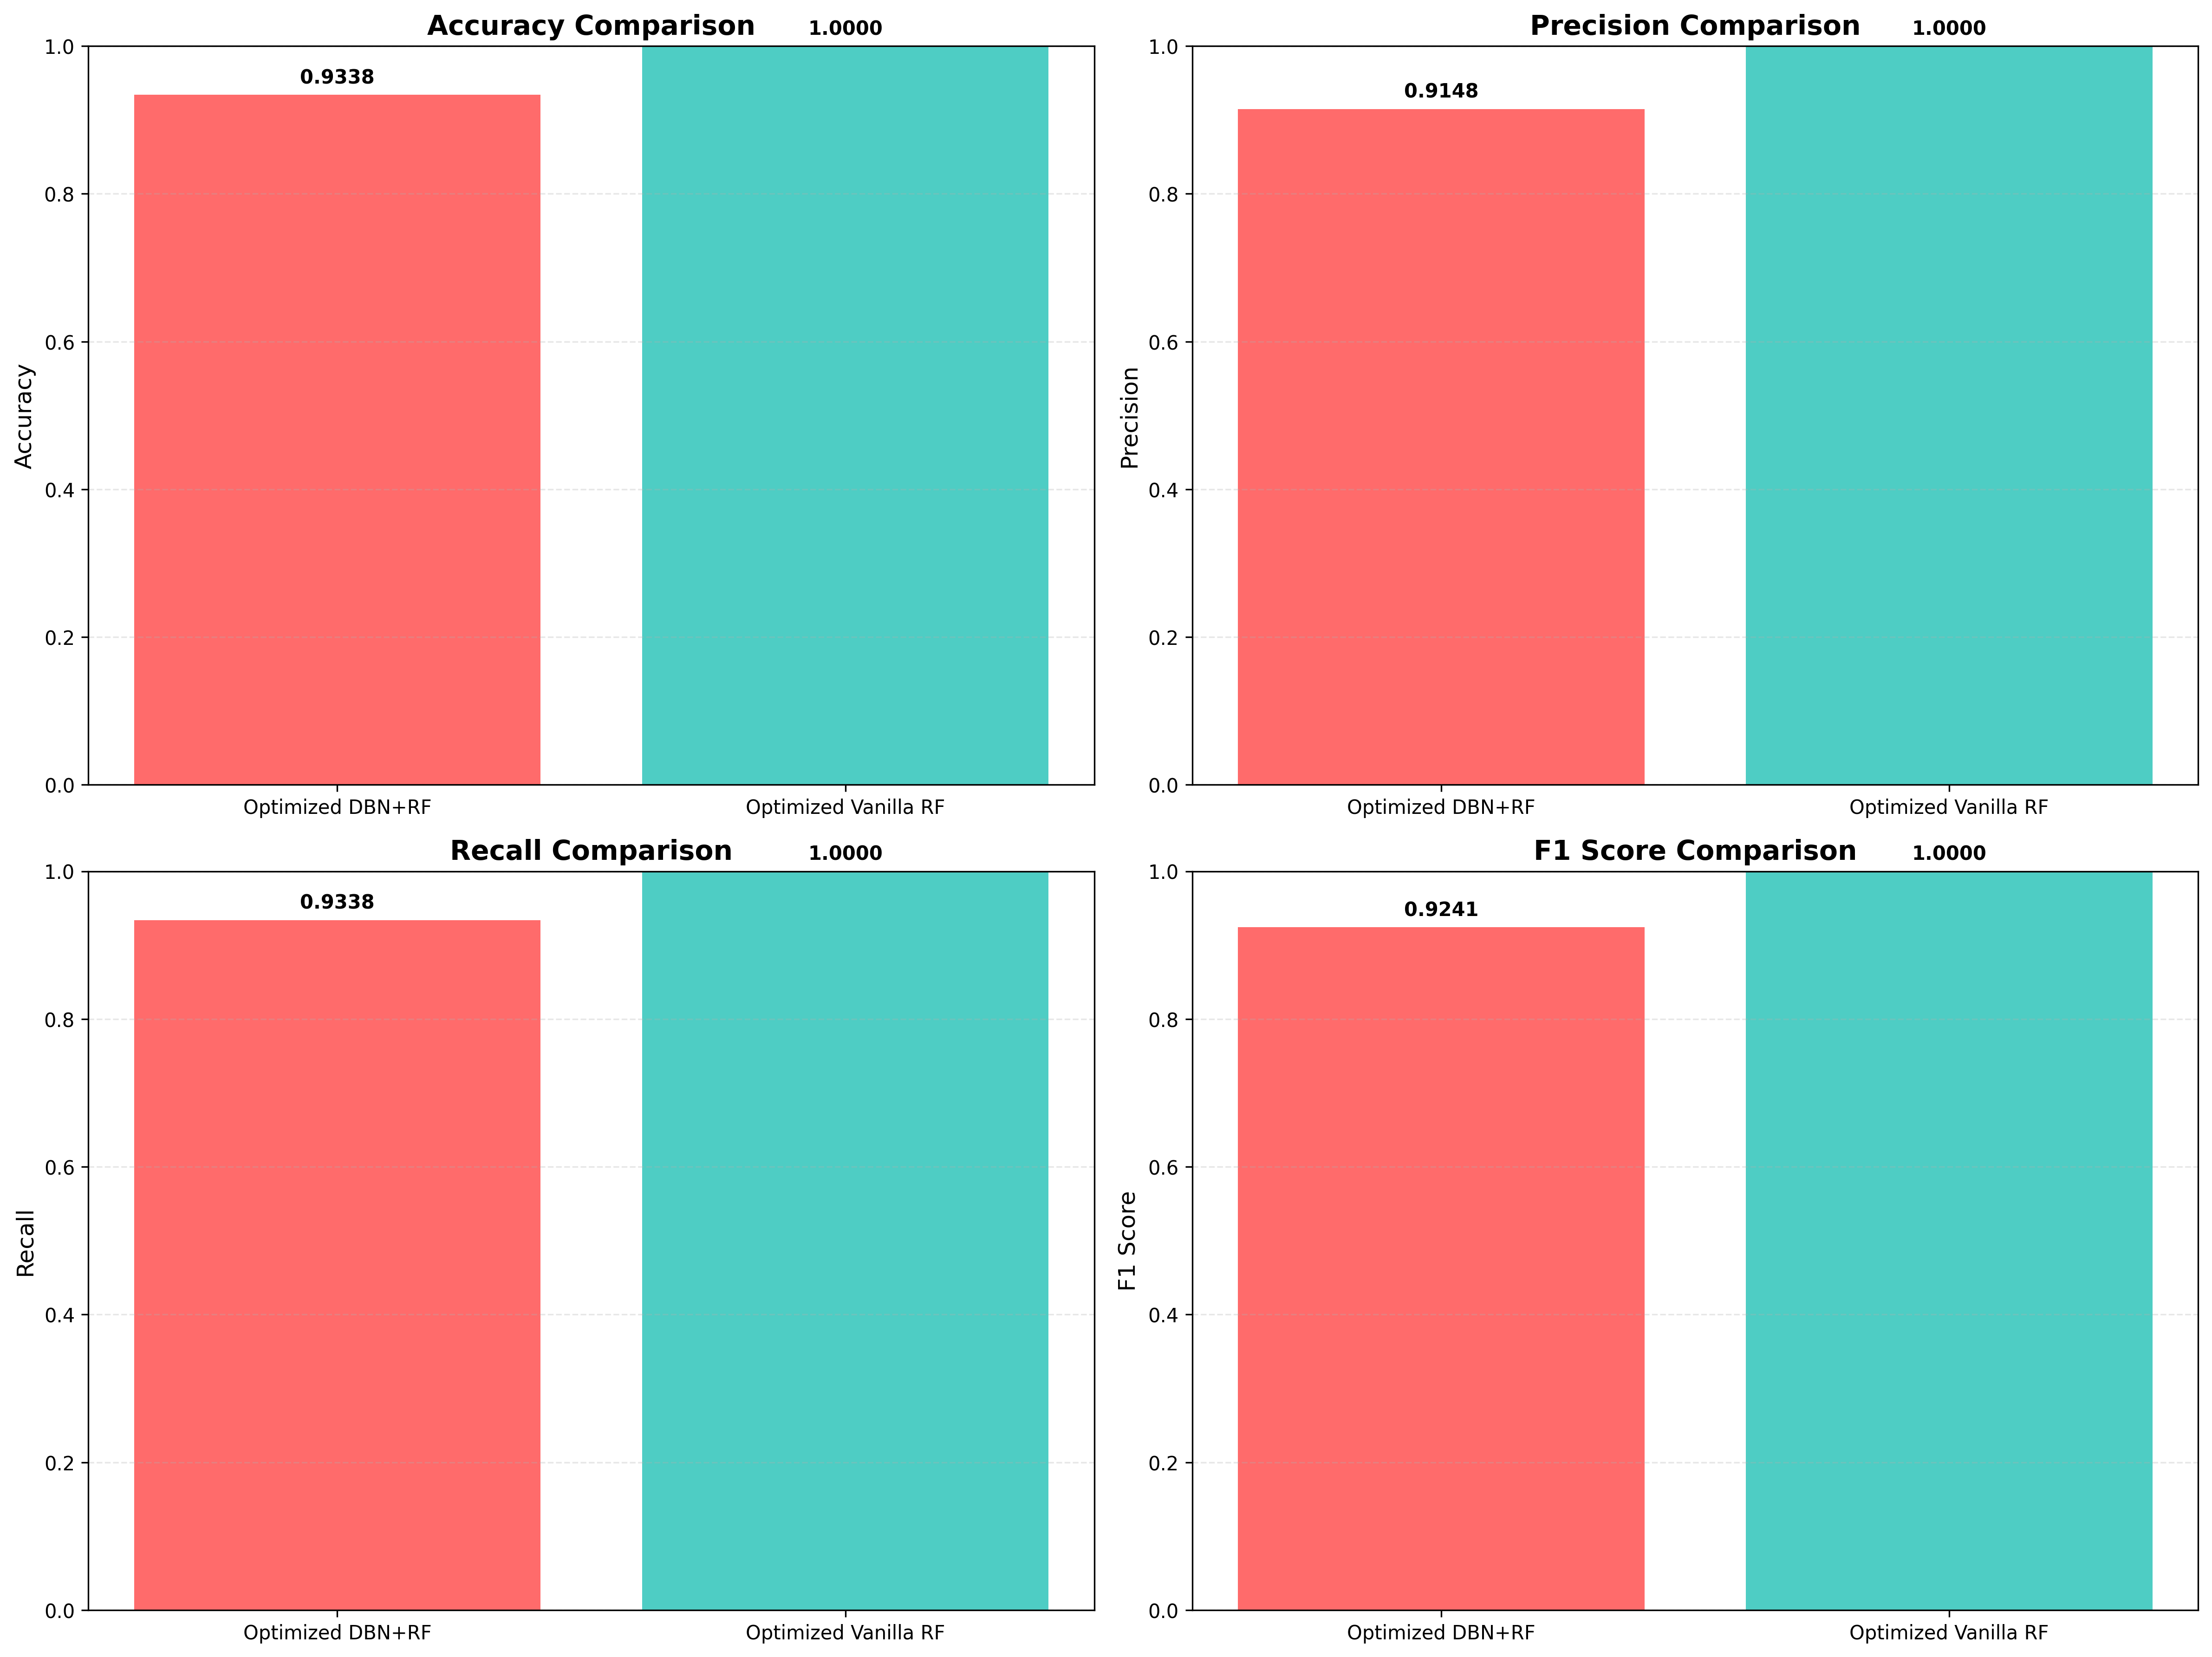 Accuracy Comparison
1.0000
1.0
0.9338
0.8
0.6
0.4
0.2
0.0
Accuracy
Optimized DBN+RF
Optimized Vanilla RF
Precision Comparison
1.0000
1.0
0.9148
0.8
0.6
0.4
0.2
0.0
Precision
Optimized DBN+RF
Optimized Vanilla RF
Recall Comparison
1.0000
1.0
0.9338
0.8
0.6
0.4
0.2
0.0
Recall
Optimized DBN+RF
Optimized Vanilla RF
F1 Score Comparison
1.0000
1.0
0.9241
0.8
0.6
0.4
0.2
0.0
F1 Score
Optimized DBN+RF
Optimized Vanilla RF